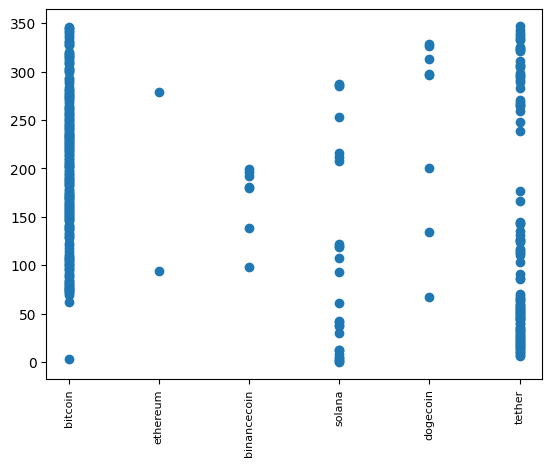 350
300
250
200
150
100
50
0
bitcoin
ethereum
binancecoin
solana
dogecoin
tether